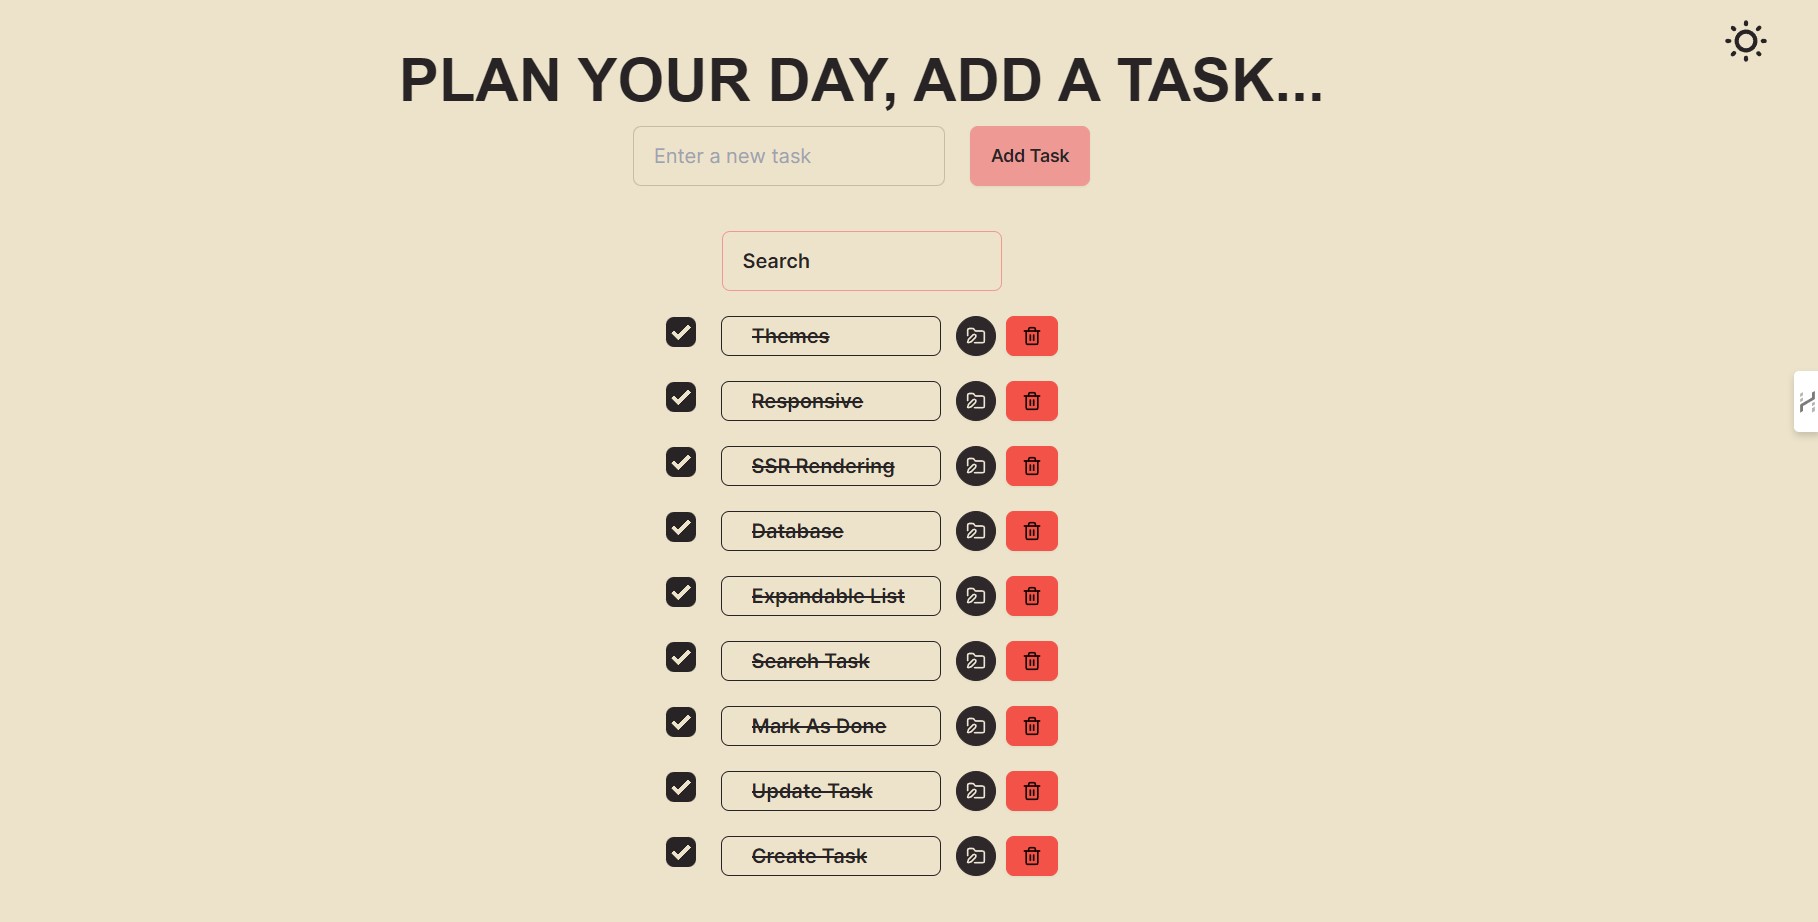 PLAN YOUR DAY, ADD A TASK...
Enter a new task
Add Task
Search
Themes
Responsive
SSR Rendering
Database
Expandable List
Search Task
Mark As Done
Update Task
Create Task